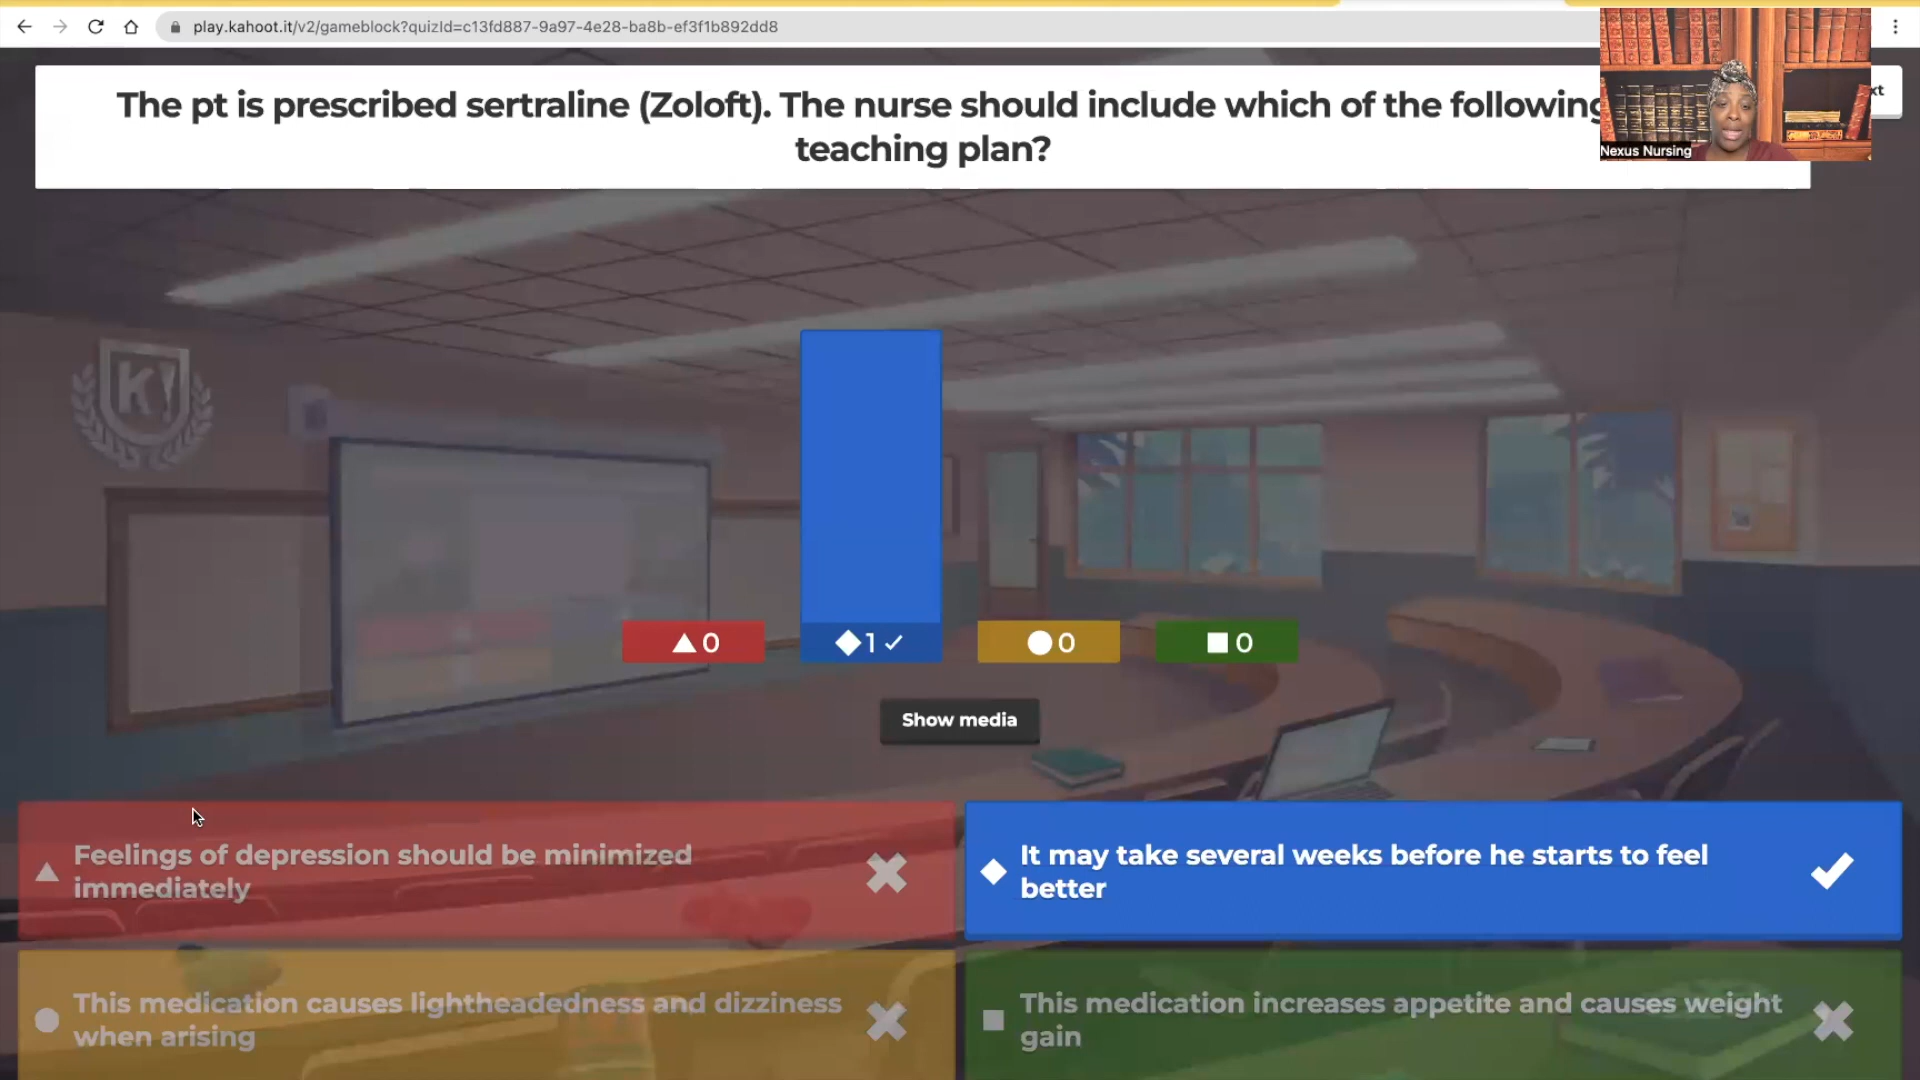 play.kahoot.it/v2/gameblock?quizId=c13fd887-9a97-4e28-ba8b-ef3f1b892dd8
The pt is prescribed sertraline (Zoloft). The nurse should include which of the following
teaching plan?
xt
Nexus Nursing
K!
0
1
0
0
Show media
Feelings of depression should be minimized
immediately
It may take several weeks before he starts to feel
better
This medication causes lightheadedness and dizziness
when arising
This medication increases appetite and causes weight
gain